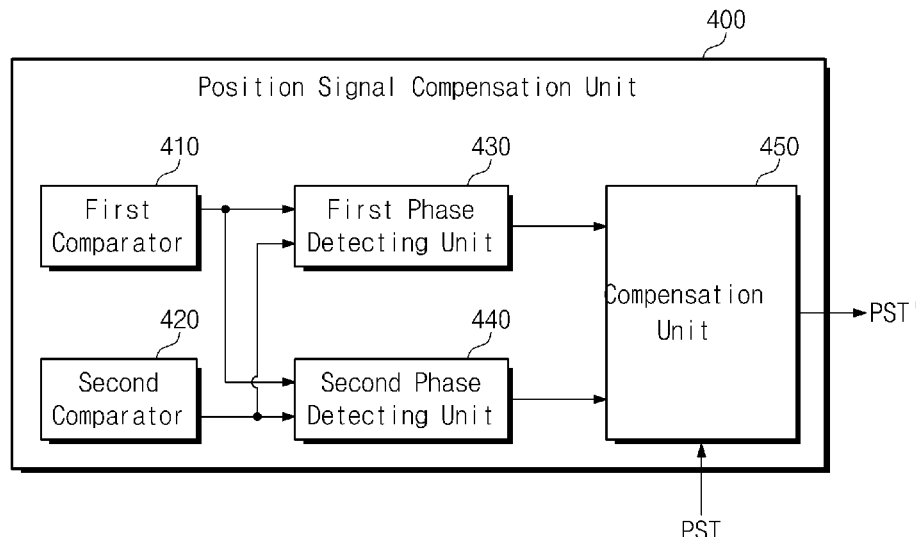 400
Position Signal Compensation Unit
410
430
450
First
Comparator
First Phase
Detecting Unit
Compensation
Unit
PST'
420
440
Second
Comparator
Second Phase
Detecting Unit
PST